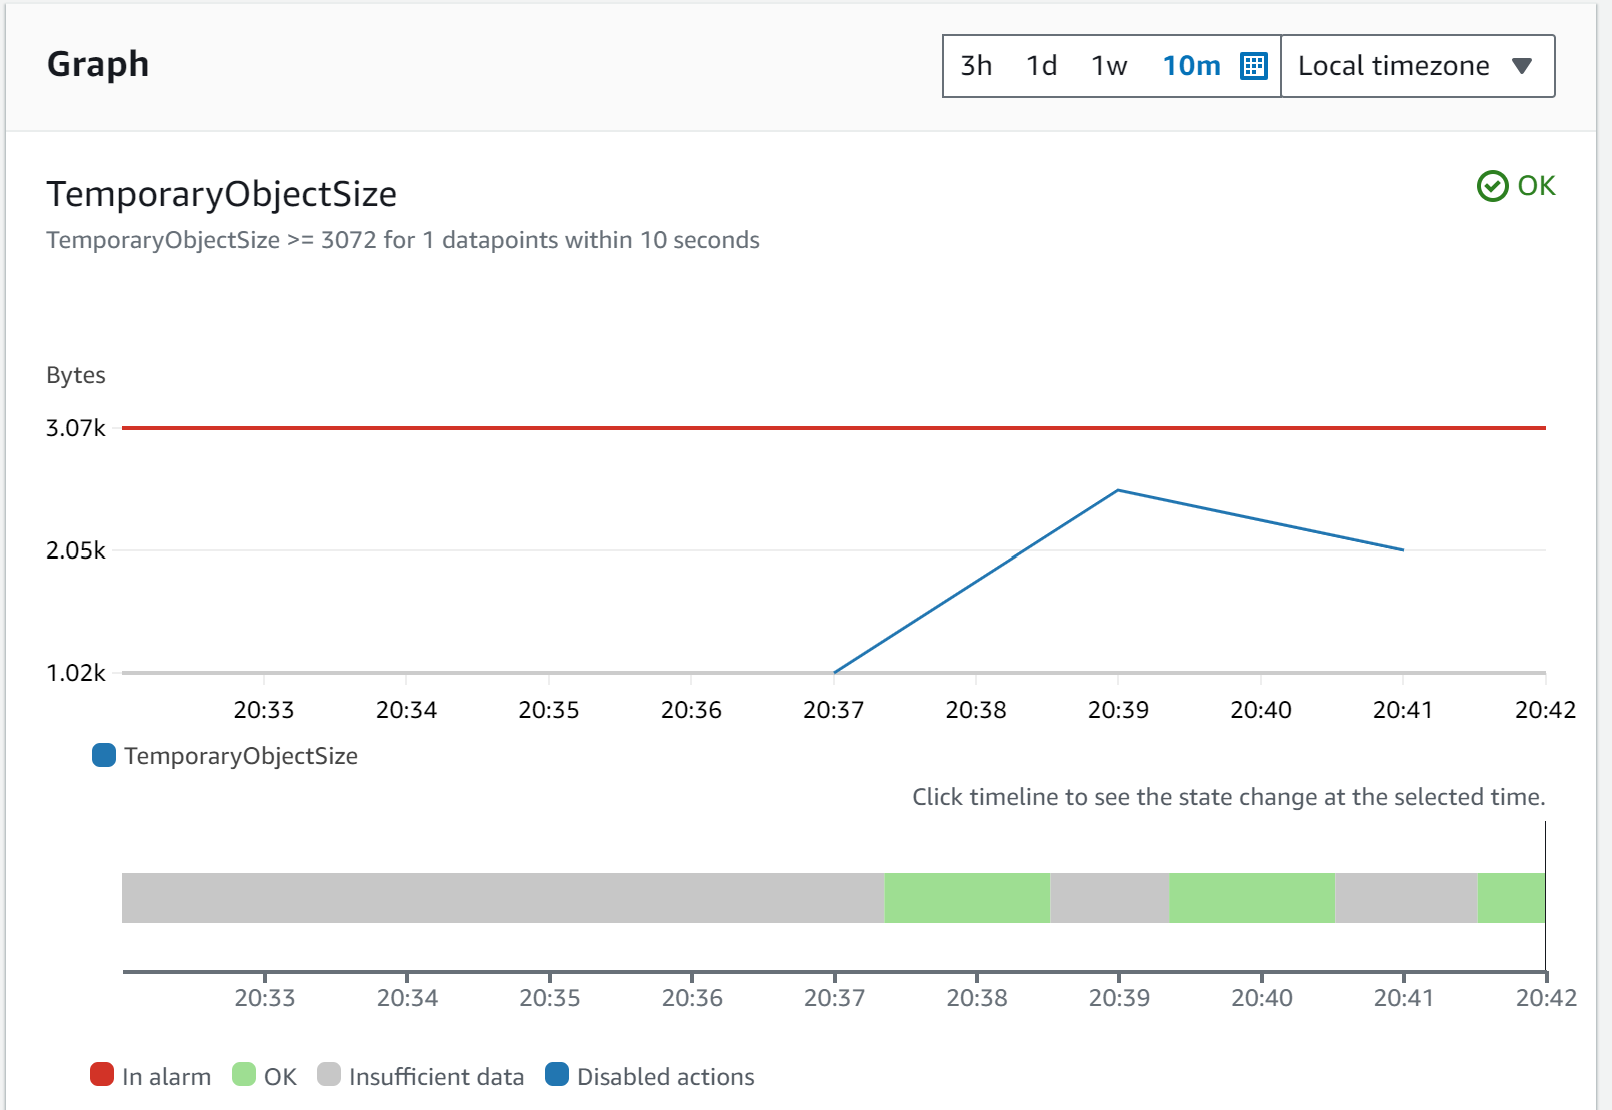 Graph
3h 1d 1w 10m Local timezone
TemporaryObjectSize
OK
TemporaryObjectSize >= 3072 for 1 datapoints within 10 seconds
Bytes
3.07k
2.05k
1.02k
20:33 20:34 20:35 20:36 20:37 20:38 20:39 20:40 20:41 20:42
TemporaryObjectSize
Click timeline to see the state change at the selected time.
20:33 20:34 20:35 20:36 20:37 20:38 20:39 20:40 20:41 20:42
In alarm OK Insufficient data Disabled actions